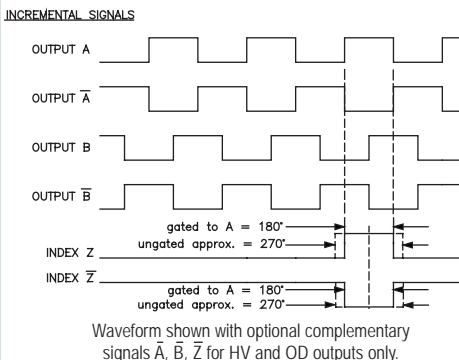 INCREMENTAL SIGNALS
OUTPUT A
OUTPUT A̅
OUTPUT B
OUTPUT B̅
gated to A = 180°
ungated approx. = 270°
INDEX Z
INDEX Z̅
gated to A = 180°
ungated approx. = 270°
Waveform shown with optional complementary
signals A̅, B̅, Z̅ for HV and OD outputs only.